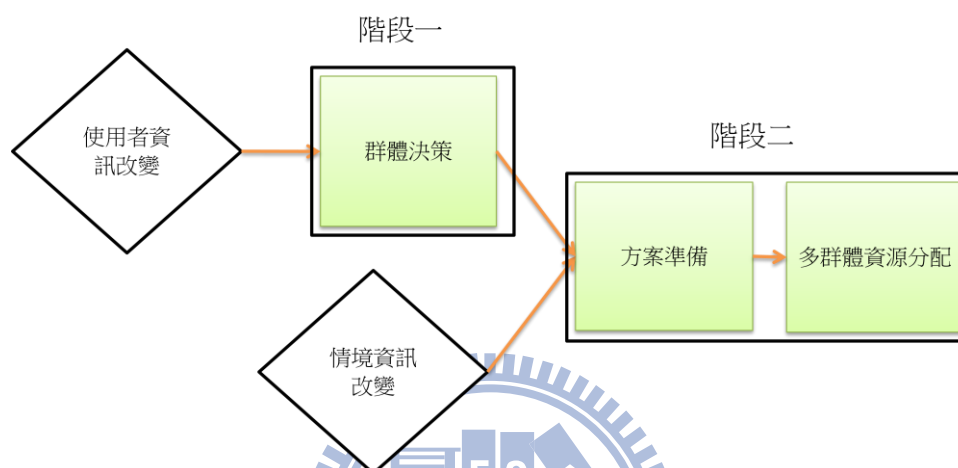 階段一
使用者資
訊改變
群體決策
階段二
方案準備
多群體資源分配
情境資訊
改變
E S